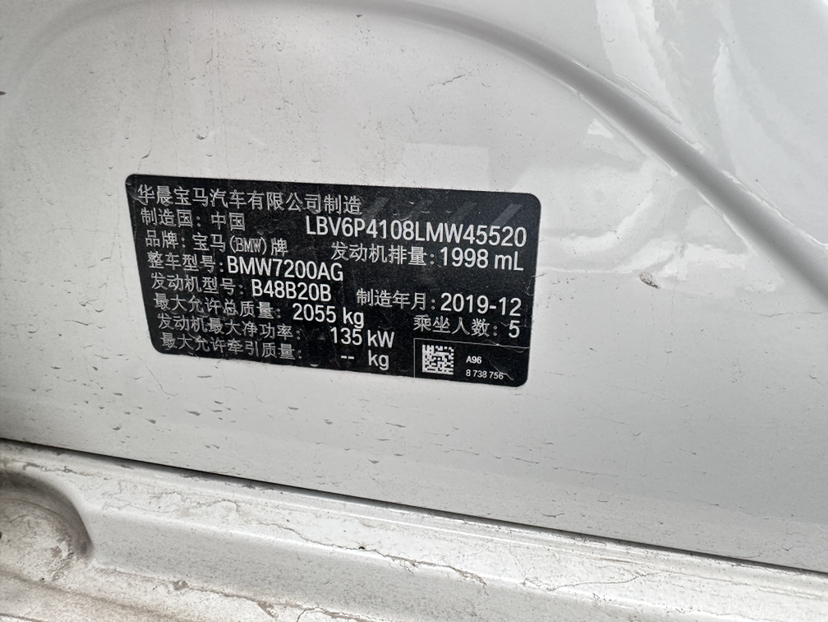 华晨宝马汽车有限公司制造
制造国: 中国 LBV6P4108LMW45520
品牌: 宝马(BMW)牌 发动机排量: 1998 mL
整车型号: BMW7200AG
发动机型号: B48B20B 制造年月: 2019-12
最大允许总质量: 2055 kg 乘坐人数: 5
发动机最大净功率: 135 kW
最大允许牵引质量: -- kg
A96
8 738 756